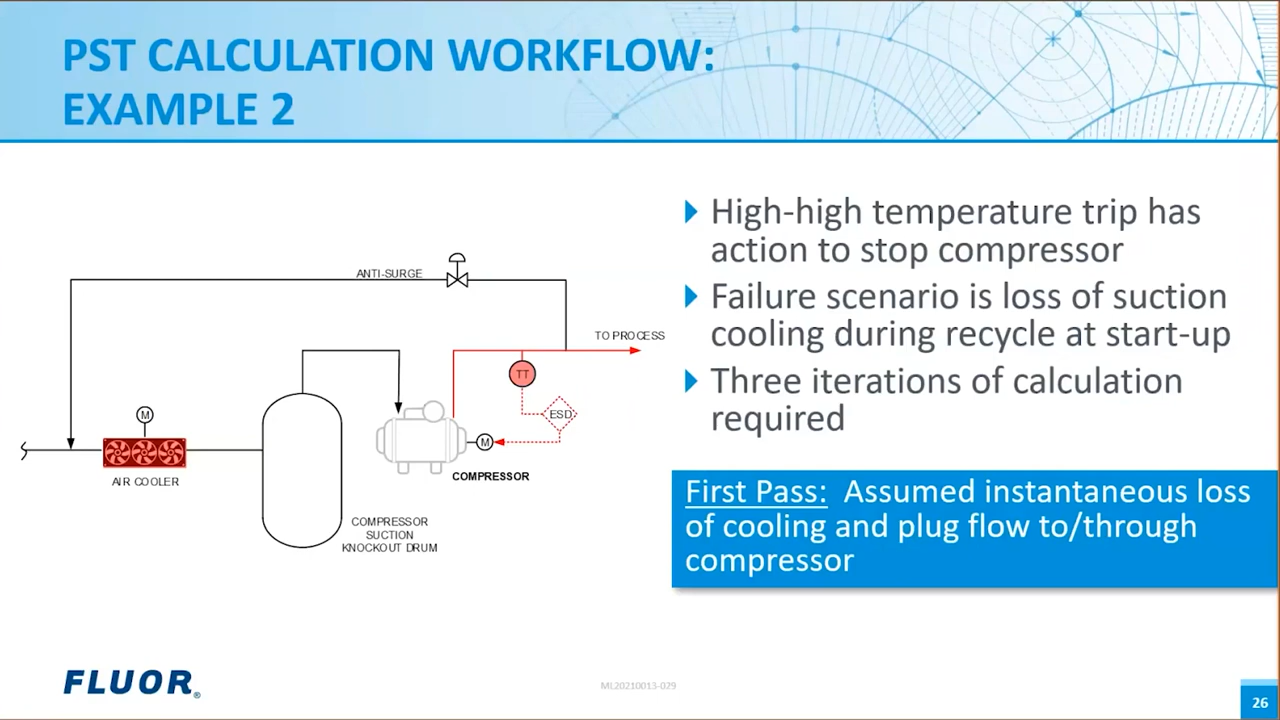 PST CALCULATION WORKFLOW:
EXAMPLE 2
ANTI-SURGE
TO PROCESS
TT
ESD
M
M
AIR COOLER
COMPRESSOR
COMPRESSOR
SUCTION
KNOCKOUT DRUM
High-high temperature trip has
action to stop compressor
Failure scenario is loss of suction
cooling during recycle at start-up
Three iterations of calculation
required
First Pass: Assumed instantaneous loss
of cooling and plug flow to/through
compressor
FLUOR®
ML20210013-029
26